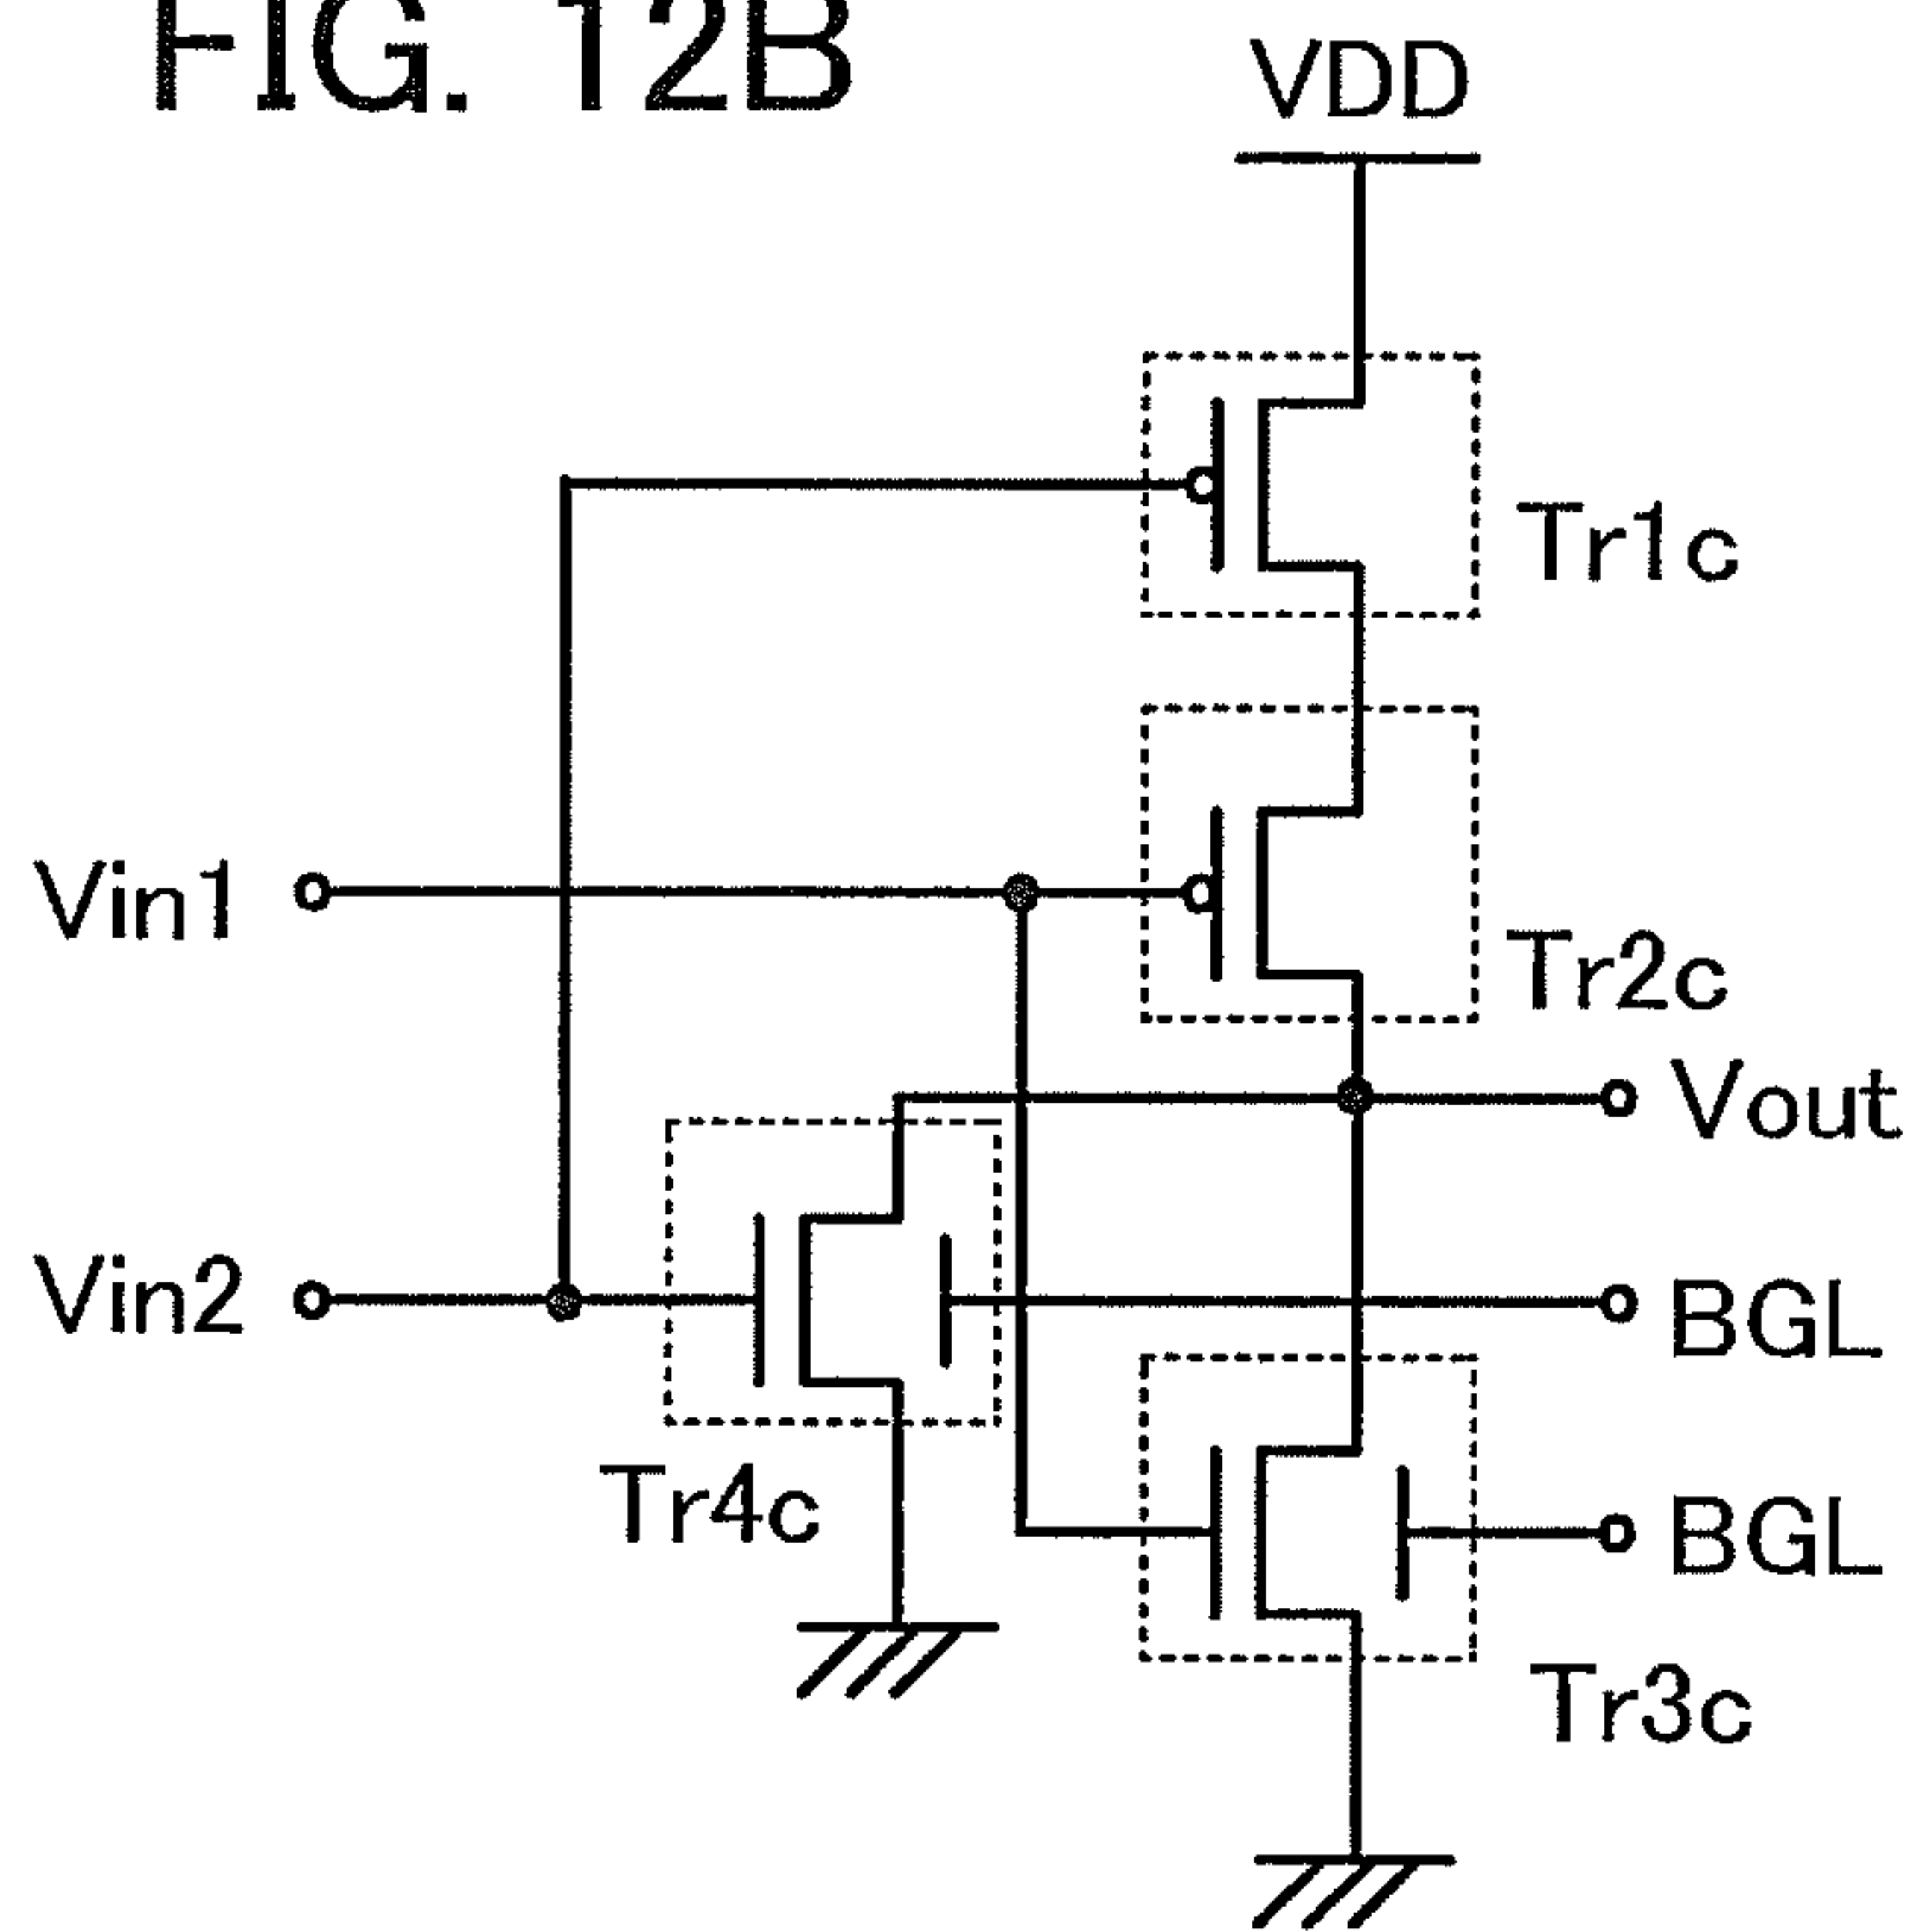 FIG. 12B
VDD
Tr1c
Vin1
Tr2c
Vout
Vin2
BGL
Tr4c
BGL
Tr3c